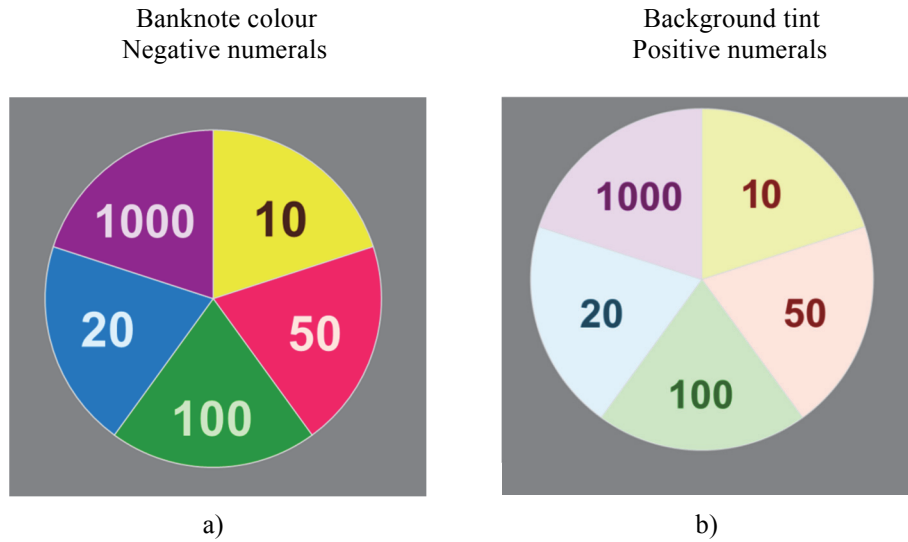 Banknote colour
Negative numerals
1000
10
20
50
100
a)
Background tint
Positive numerals
1000
10
20
50
100
b)